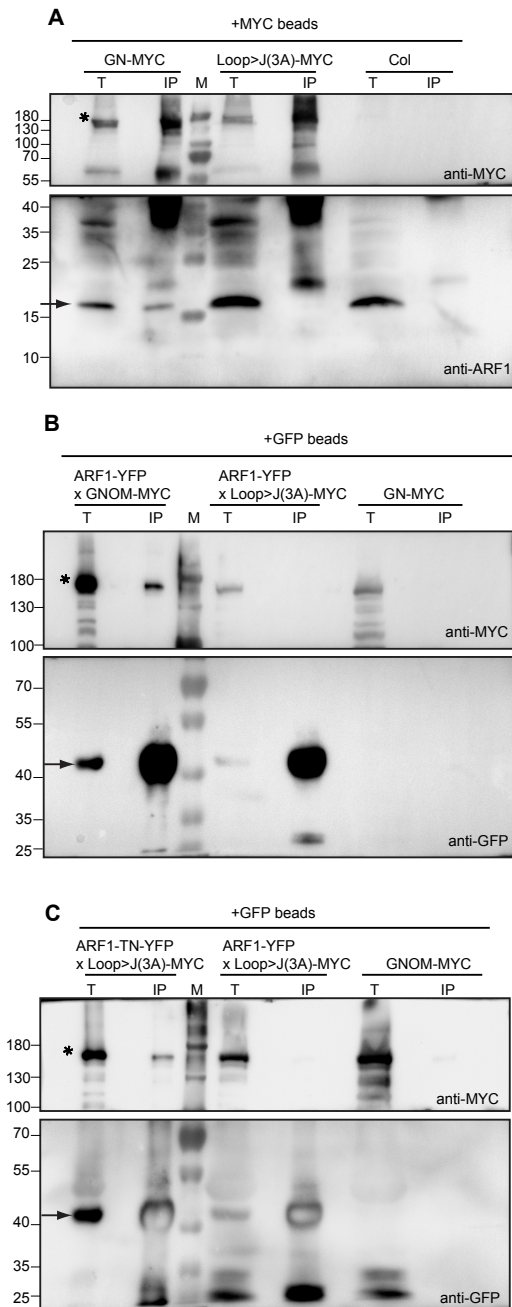 A
+MYC beads
GN-MYC Loop>J(3A)-MYC Col
T IP M T IP T IP
*
180
130
100
70
55
anti-MYC
40
35
25
15
10
anti-ARF1
B
+GFP beads
ARF1-YFP ARF1-YFP
x GNOM-MYC x Loop>J(3A)-MYC GN-MYC
T IP M T IP T IP
*
180
130
100
anti-MYC
70
55
40
35
25
anti-GFP
C
+GFP beads
ARF1-TN-YFP ARF1-YFP
x Loop>J(3A)-MYC x Loop>J(3A)-MYC GNOM-MYC
T IP M T IP T IP
*
180
130
100
anti-MYC
70
55
40
35
25
anti-GFP